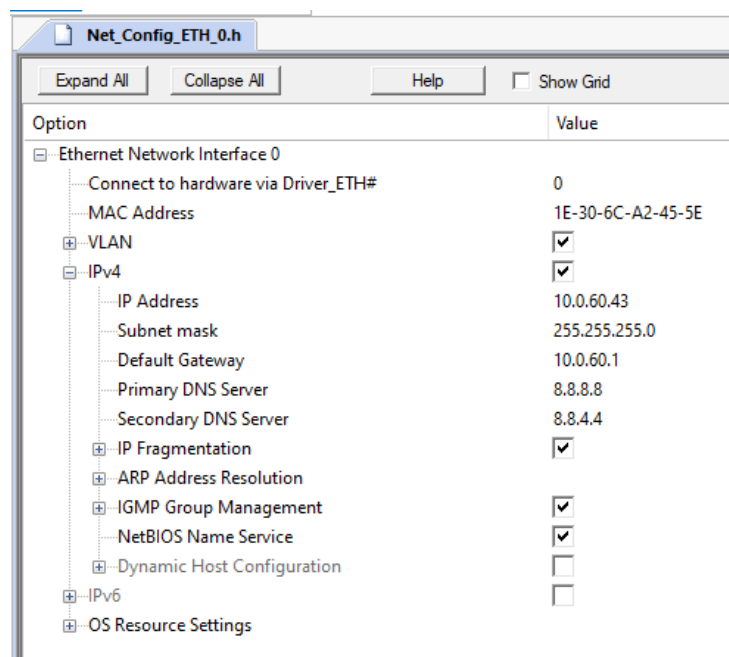 Net_Config_ETH_0.h
Expand All Collapse All Help Show Grid
Option Value
Ethernet Network Interface 0
Connect to hardware via Driver_ETH# 0
MAC Address 1E-30-6C-A2-45-5E
VLAN
IPv4
IP Address 10.0.60.43
Subnet mask 255.255.255.0
Default Gateway 10.0.60.1
Primary DNS Server 8.8.8.8
Secondary DNS Server 8.8.4.4
IP Fragmentation
ARP Address Resolution
IGMP Group Management
NetBIOS Name Service
Dynamic Host Configuration
IPv6
OS Resource Settings